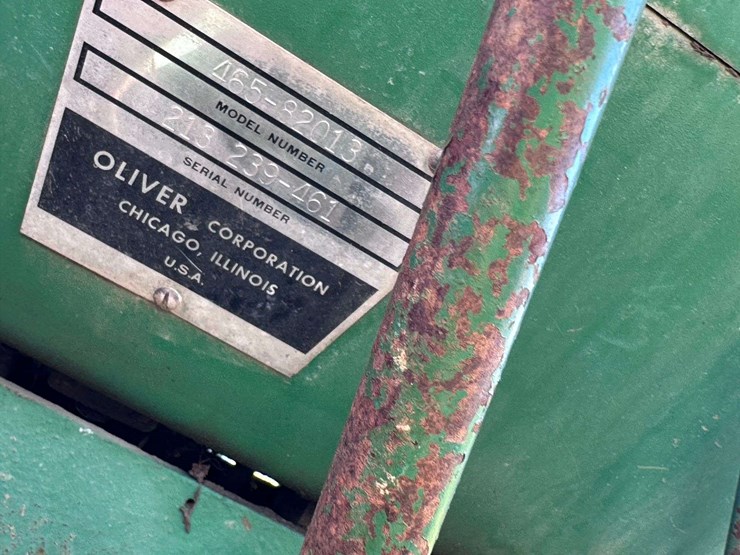 465-82013
MODEL NUMBER
213 239-461
SERIAL NUMBER
OLIVER CORPORATION
CHICAGO, ILLINOIS
U.S.A.